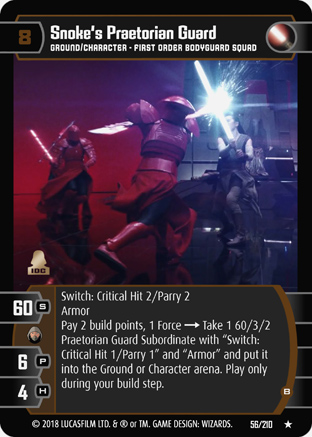 8
Snoke's Praetorian Guard
GROUND/CHARACTER - FIRST ORDER BODYGUARD SQUAD
IDC
60 S
6 P
4 H
Switch: Critical Hit 2/Parry 2
Armor
Pay 2 build points, 1 Force → Take 1 60/3/2
Praetorian Guard Subordinate with “Switch:
Critical Hit 1/Parry 1” and “Armor” and put it
into the Ground or Character arena. Play only
during your build step.
B
© 2018 LUCASFILM LTD. & ® or TM. GAME DESIGN: WIZARDS.
56/210